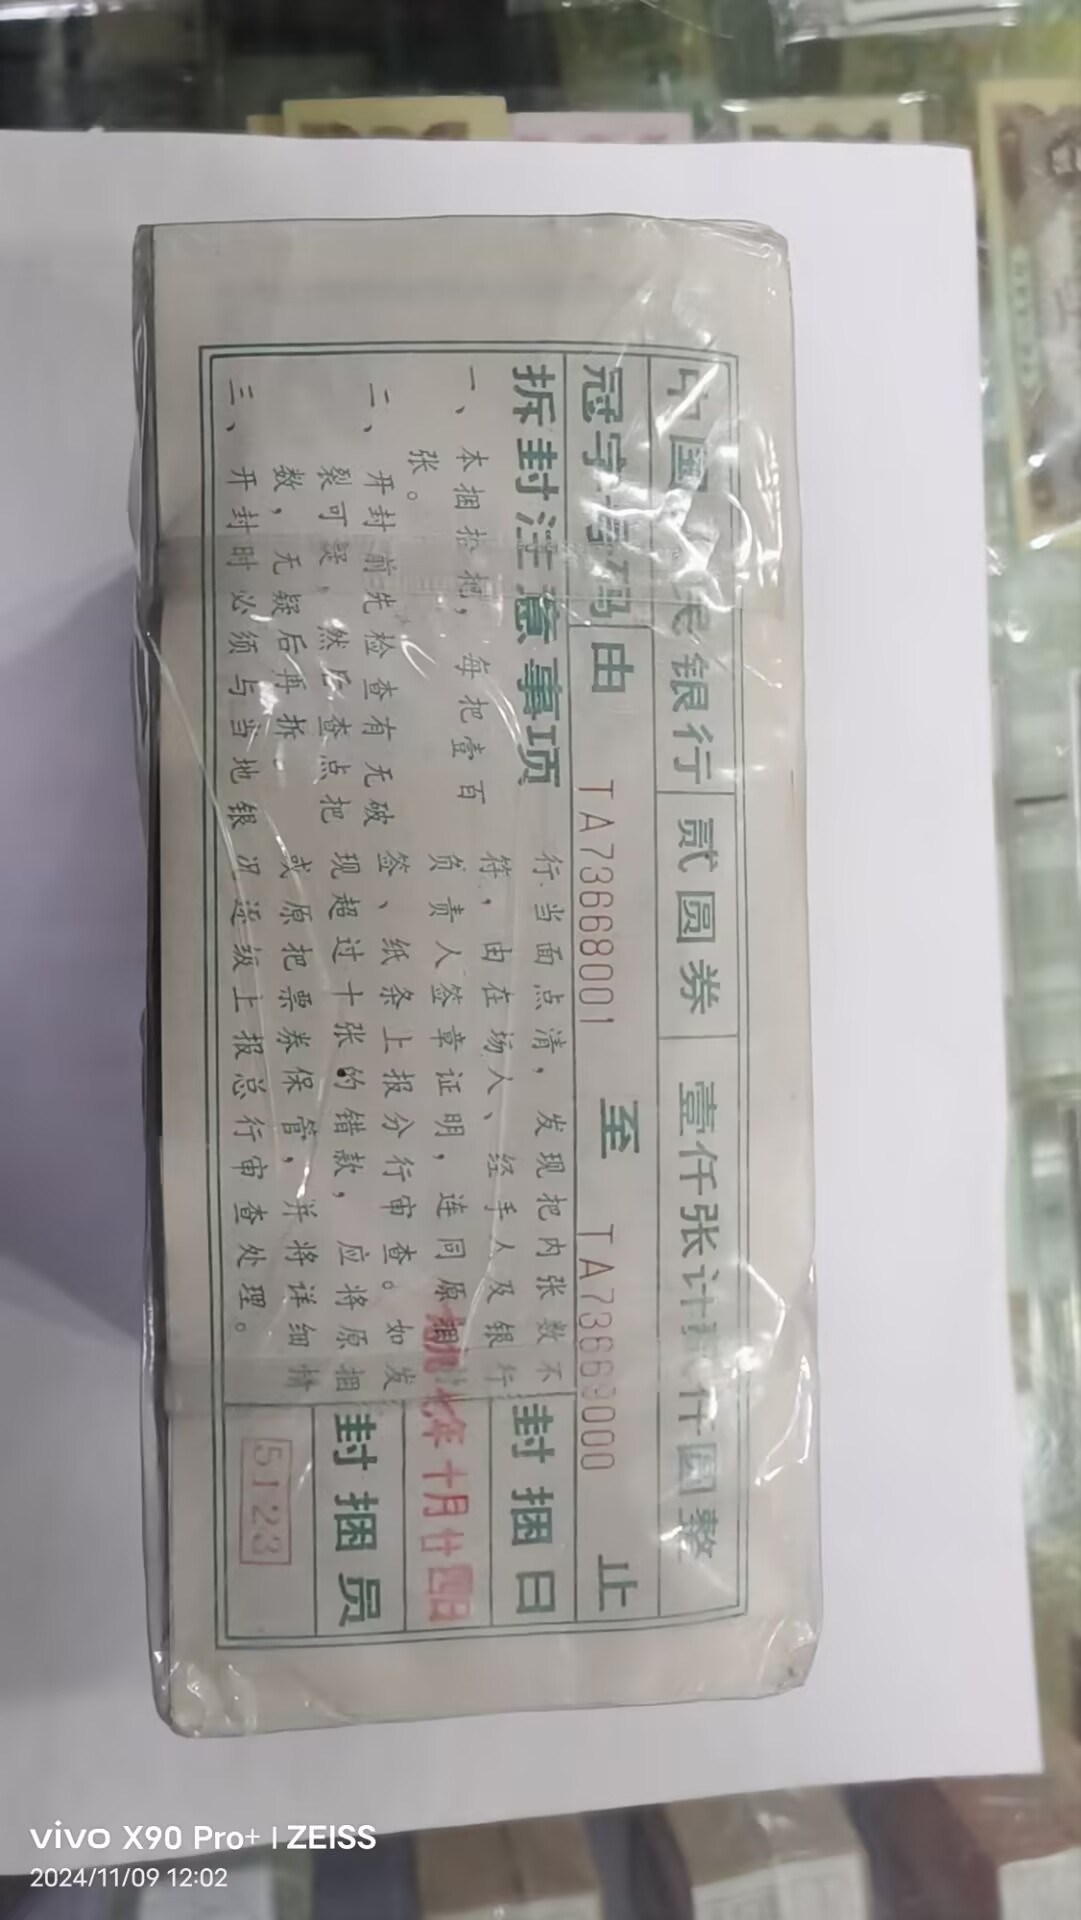 中国人民银行 贰圆券 壹仟张计贰仟圆整
冠字号码 由 TA73668001 至 TA73669000 止
拆封注意事项
一、本捆拾把，每把壹百
张。
二、开封前先检查有无破
裂可疑，然后查点把
数，无疑后再拆。
三、开封时必须与当地银
行当面点清，发现把内张数不
符，由在场人、经手人及银行
负责人签章证明，连同原
签、纸条上报分行审查。如发
现超过十张的错款，应将原捆
或原把票券保管，并将详细情
况逐级上报总行审查处理。
封捆日
年十月廿四日
封捆员
5123
vivo X90 Pro+ | ZEISS
2024/11/09 12:02